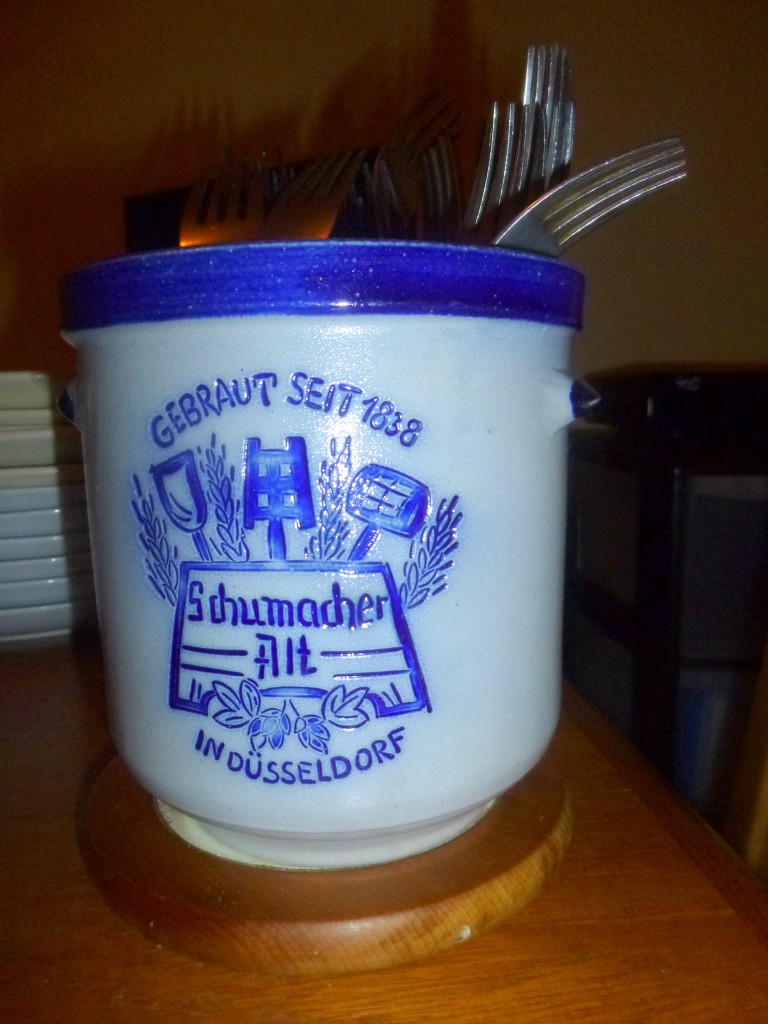 GEBRAUT SEIT 1838
Schumacher
Alt
IN DÜSSELDORF